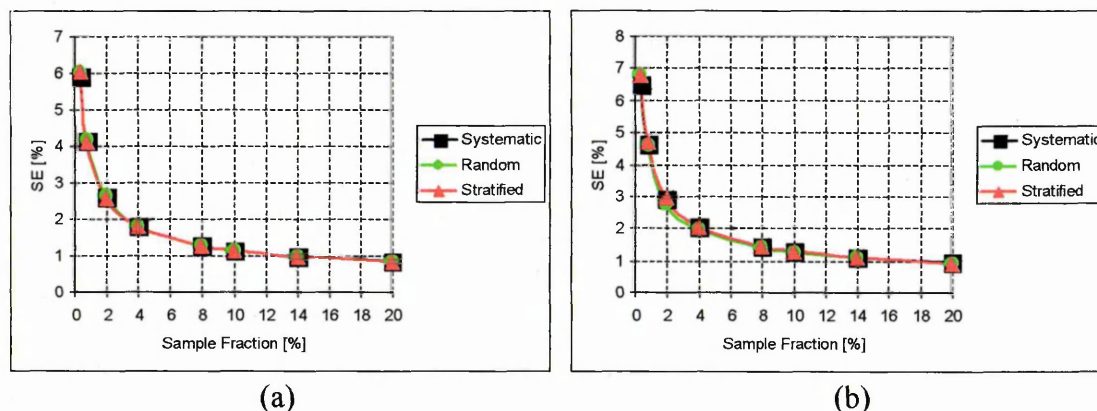 7
6
5
4
3
2
1
0
SE [%]
0 2 4 6 8 10 12 14 16 18 20
Sample Fraction [%]
Systematic
Random
Stratified
(a)
8
7
6
5
4
3
2
1
0
SE [%]
0 2 4 6 8 10 12 14 16 18 20
Sample Fraction [%]
Systematic
Random
Stratified
(b)